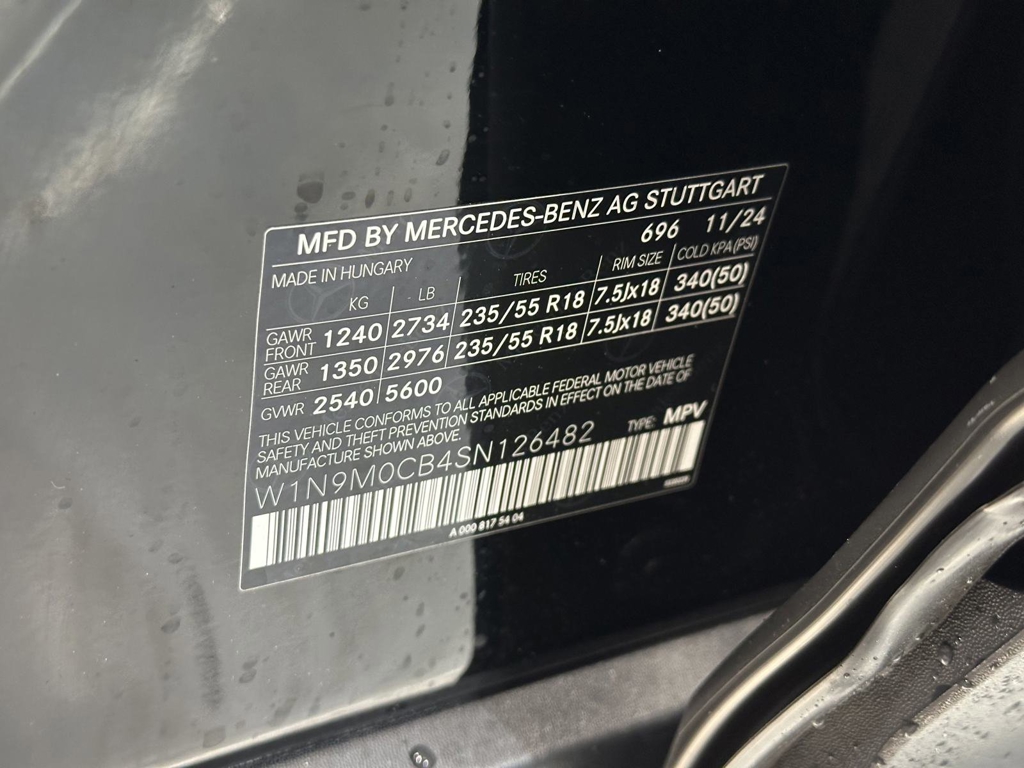 MFD BY MERCEDES-BENZ AG STUTTGART
MADE IN HUNGARY 696 11/24
KG LB TIRES RIM SIZE COLD KPA (PSI)
GAWR FRONT 1240 2734 235/55 R18 7.5Jx18 340(50)
GAWR REAR 1350 2976 235/55 R18 7.5Jx18 340(50)
GVWR 2540 5600
THIS VEHICLE CONFORMS TO ALL APPLICABLE FEDERAL MOTOR VEHICLE
SAFETY AND THEFT PREVENTION STANDARDS IN EFFECT ON THE DATE OF
MANUFACTURE SHOWN ABOVE.
W1N9M0CB4SN126482 TYPE: MPV
A 000 817 54 04